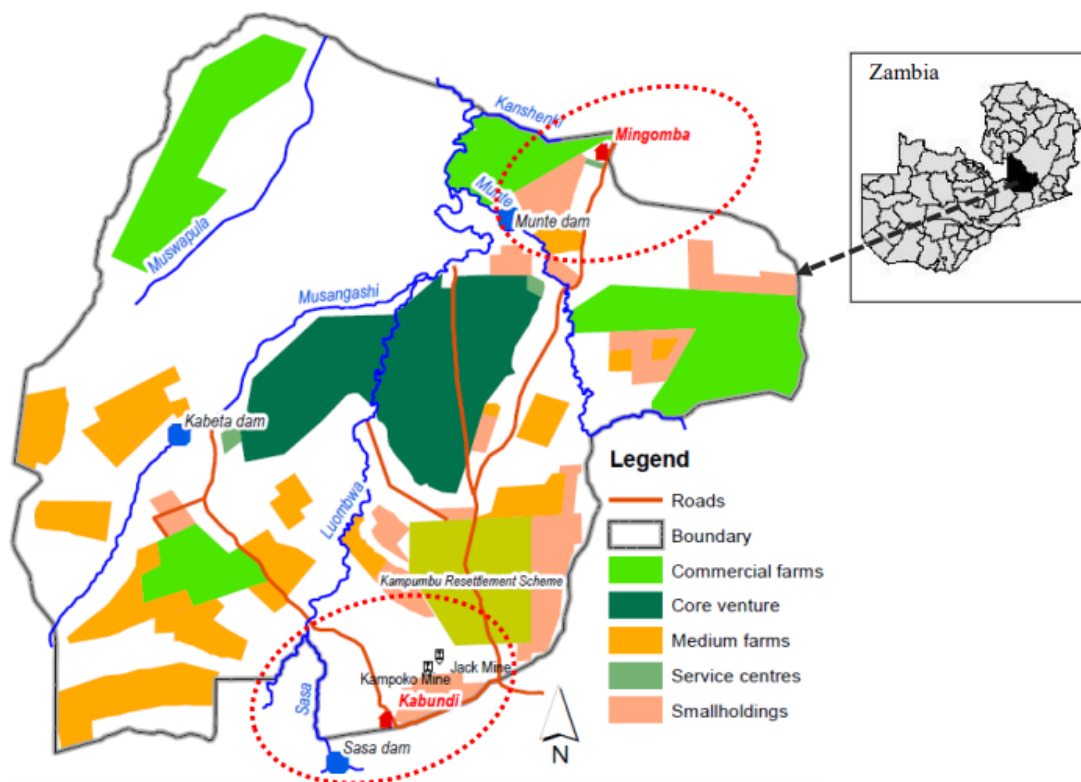 Zambia
Kanshenki
Mingomba
Munte
Munte dam
Muswapula
Musangashi
Kabeta dam
Luombwa
Kampumbu Resettlement Scheme
Jack Mine
Kampoko Mine
Kabundi
Sasa
Sasa dam
N
Legend
Roads
Boundary
Commercial farms
Core venture
Medium farms
Service centres
Smallholdings